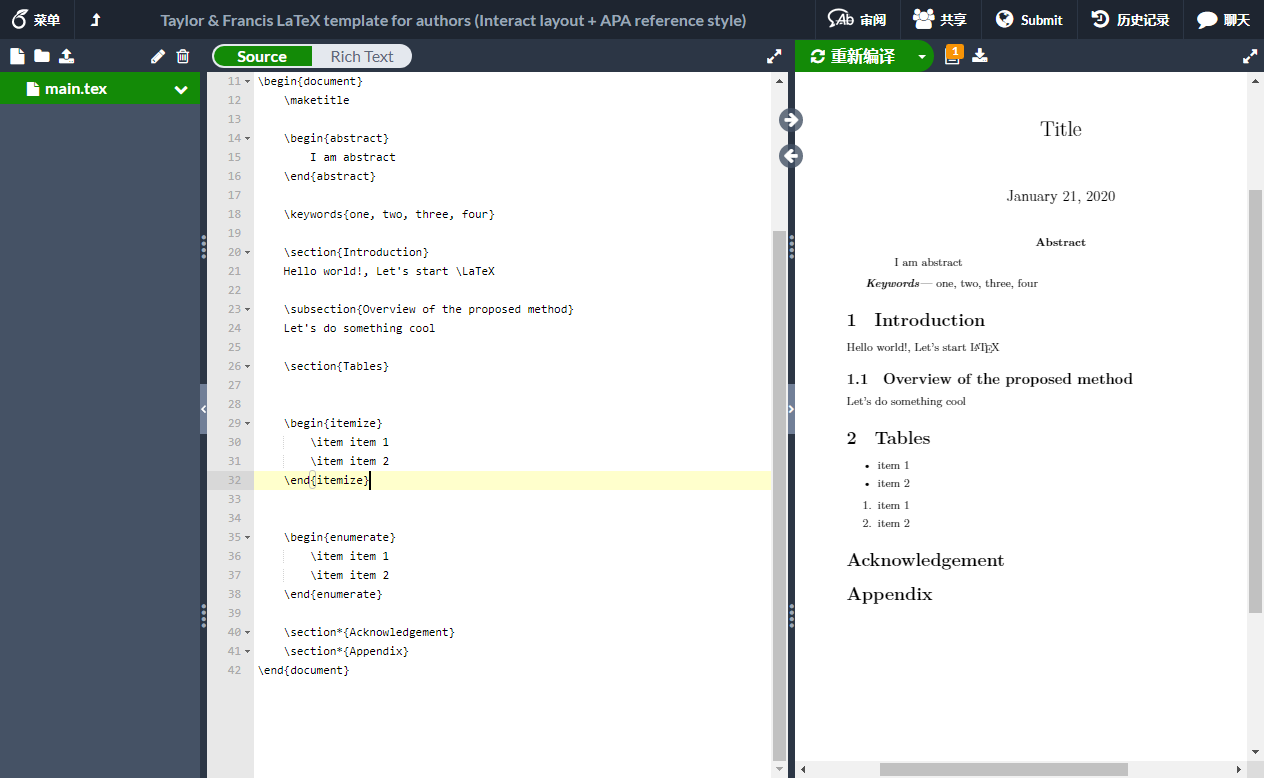 菜单
Taylor & Francis LaTeX template for authors (Interact layout + APA reference style)
Ab 审阅
共享
Submit
历史记录
聊天
Source
Rich Text
重新编译
1
main.tex
11 \begin{document}
12 \maketitle
13
14 \begin{abstract}
15 I am abstract
16 \end{abstract}
17
18 \keywords{one, two, three, four}
19
20 \section{Introduction}
21 Hello world!, Let's start \LaTeX
22
23 \subsection{Overview of the proposed method}
24 Let's do something cool
25
26 \section{Tables}
27
28
29 \begin{itemize}
30 \item item 1
31 \item item 2
32 \end{itemize}
33
34
35 \begin{enumerate}
36 \item item 1
37 \item item 2
38 \end{enumerate}
39
40 \section*{Acknowledgement}
41 \section*{Appendix}
42 \end{document}
Title
January 21, 2020
Abstract
I am abstract
Keywords— one, two, three, four
1 Introduction
Hello world!, Let's start LATEX
1.1 Overview of the proposed method
Let's do something cool
2 Tables
• item 1
• item 2
1. item 1
2. item 2
Acknowledgement
Appendix